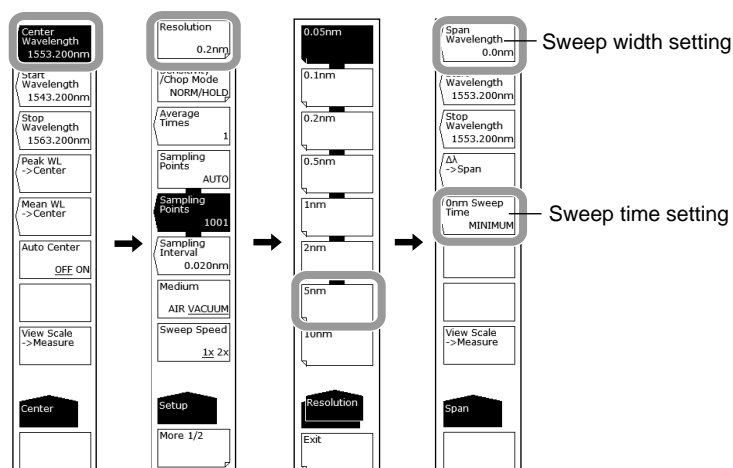 Center
Wavelength
1553.200nm
Start
Wavelength
1543.200nm
Stop
Wavelength
1563.200nm
Peak WL
->Center
Mean WL
->Center
Auto Center
OFF ON
View Scale
->Measure
Center
Resolution
0.2nm
Sensitivity
/Chop Mode
NORM/HOLD
Average
Times
1
Sampling
Points
AUTO
Sampling
Points
1001
Sampling
Interval
0.020nm
Medium
AIR VACUUM
Sweep Speed
1x 2x
Setup
More 1/2
0.05nm
0.1nm
0.2nm
0.5nm
1nm
2nm
5nm
10nm
Resolution
Exit
Span
Wavelength
0.0nm
Wavelength
1553.200nm
Stop
Wavelength
1553.200nm
Δλ
->Span
0nm Sweep
Time
MINIMUM
View Scale
->Measure
Span
Sweep width setting
Sweep time setting